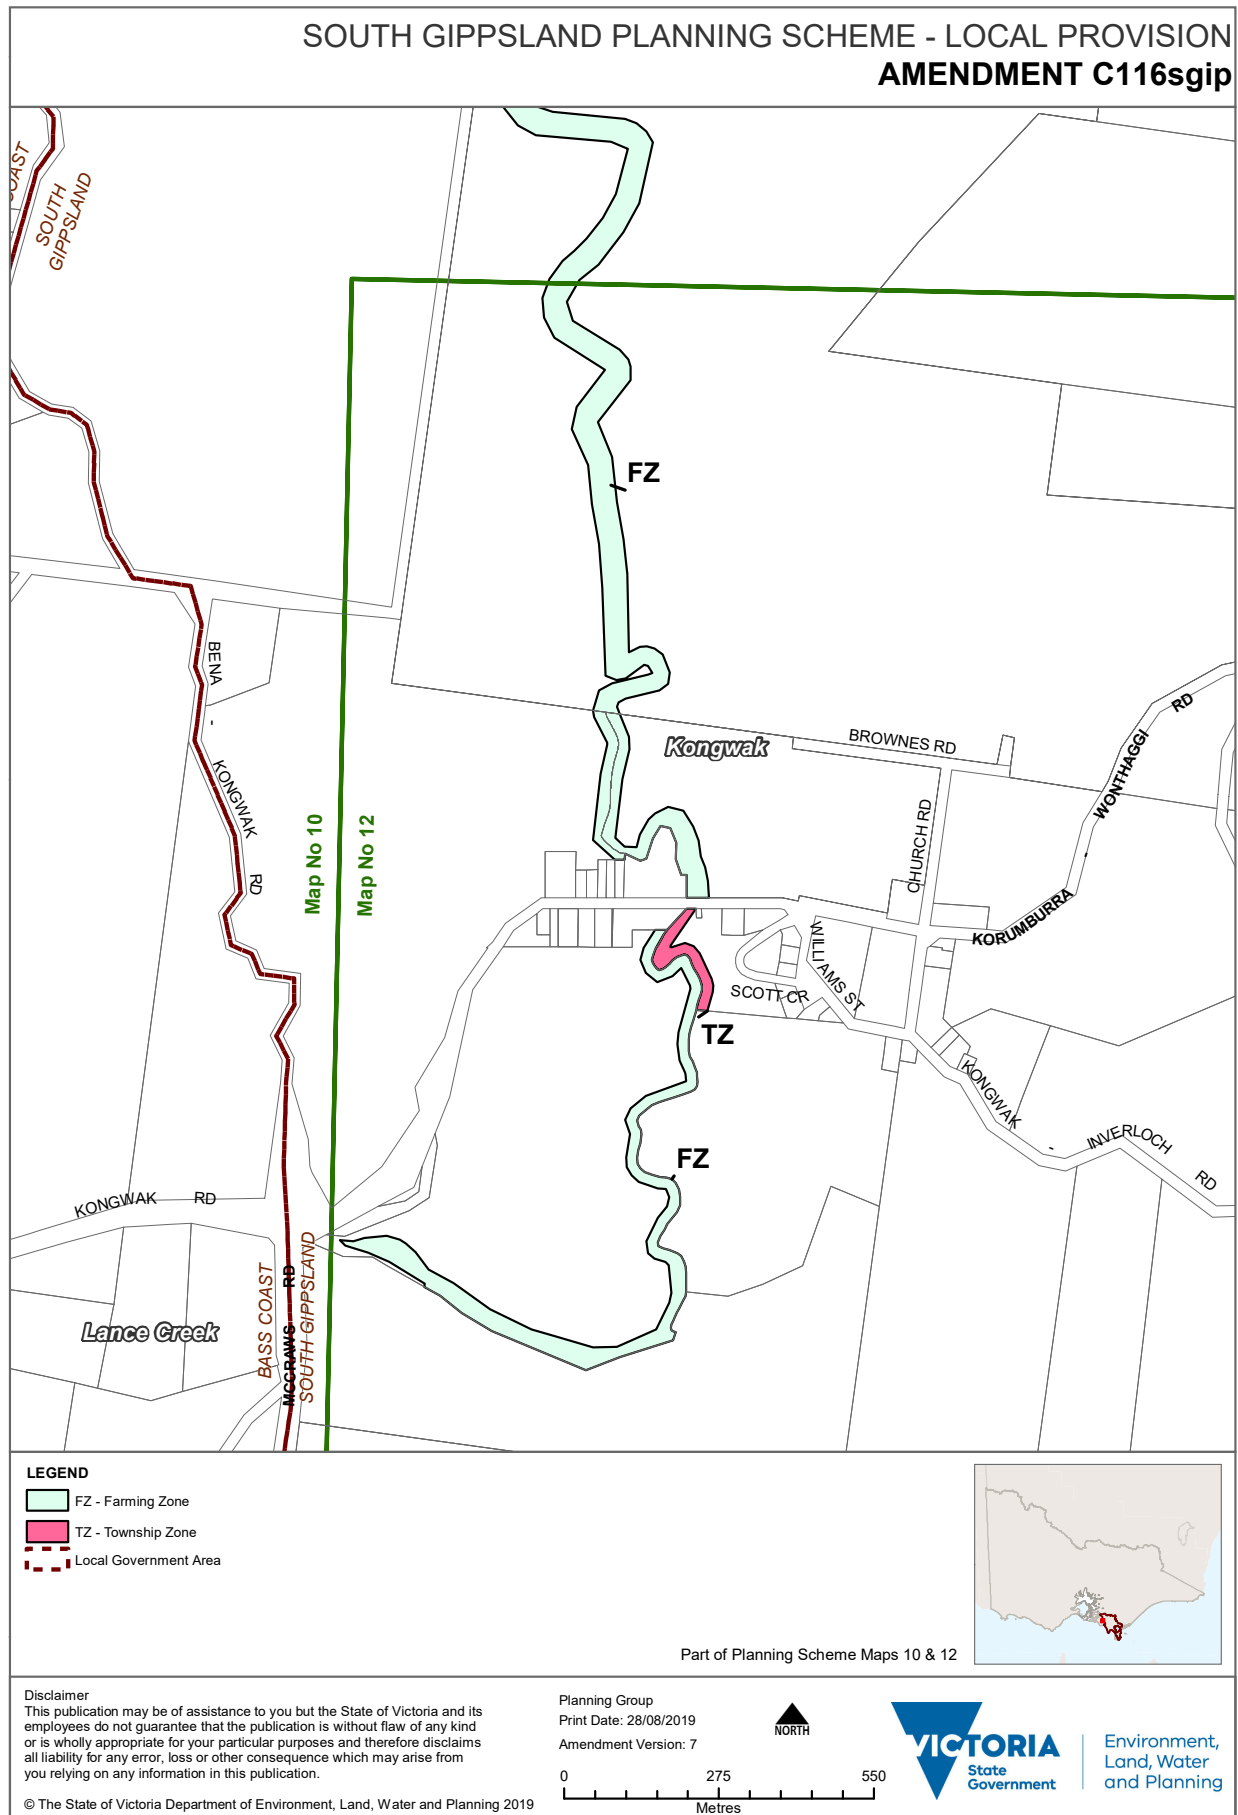 SOUTH GIPPSLAND PLANNING SCHEME - LOCAL PROVISION
AMENDMENT C116sgip
SOUTH
GIPPSLAND
FZ
BENA
-
KONGWAK
RD
Map No 10
Map No 12
Kongwak
BROWNES RD
CHURCH RD
WONTHAGGI
RD
-
KORUMBURRA
WILLIAMS ST
SCOTT CR
TZ
KONGWAK
-
INVERLOCH
RD
FZ
KONGWAK RD
Lance Creek
BASS COAST
MCCRAWS RD
SOUTH GIPPSLAND
LEGEND
FZ - Farming Zone
TZ - Township Zone
Local Government Area
Part of Planning Scheme Maps 10 & 12
Disclaimer
This publication may be of assistance to you but the State of Victoria and its
employees do not guarantee that the publication is without flaw of any kind
or is wholly appropriate for your particular purposes and therefore disclaims
all liability for any error, loss or other consequence which may arise from
you relying on any information in this publication.
© The State of Victoria Department of Environment, Land, Water and Planning 2019
Planning Group
Print Date: 28/08/2019
Amendment Version: 7
NORTH
0 275 550
Metres
VICTORIA
State
Government
Environment,
Land, Water
and Planning